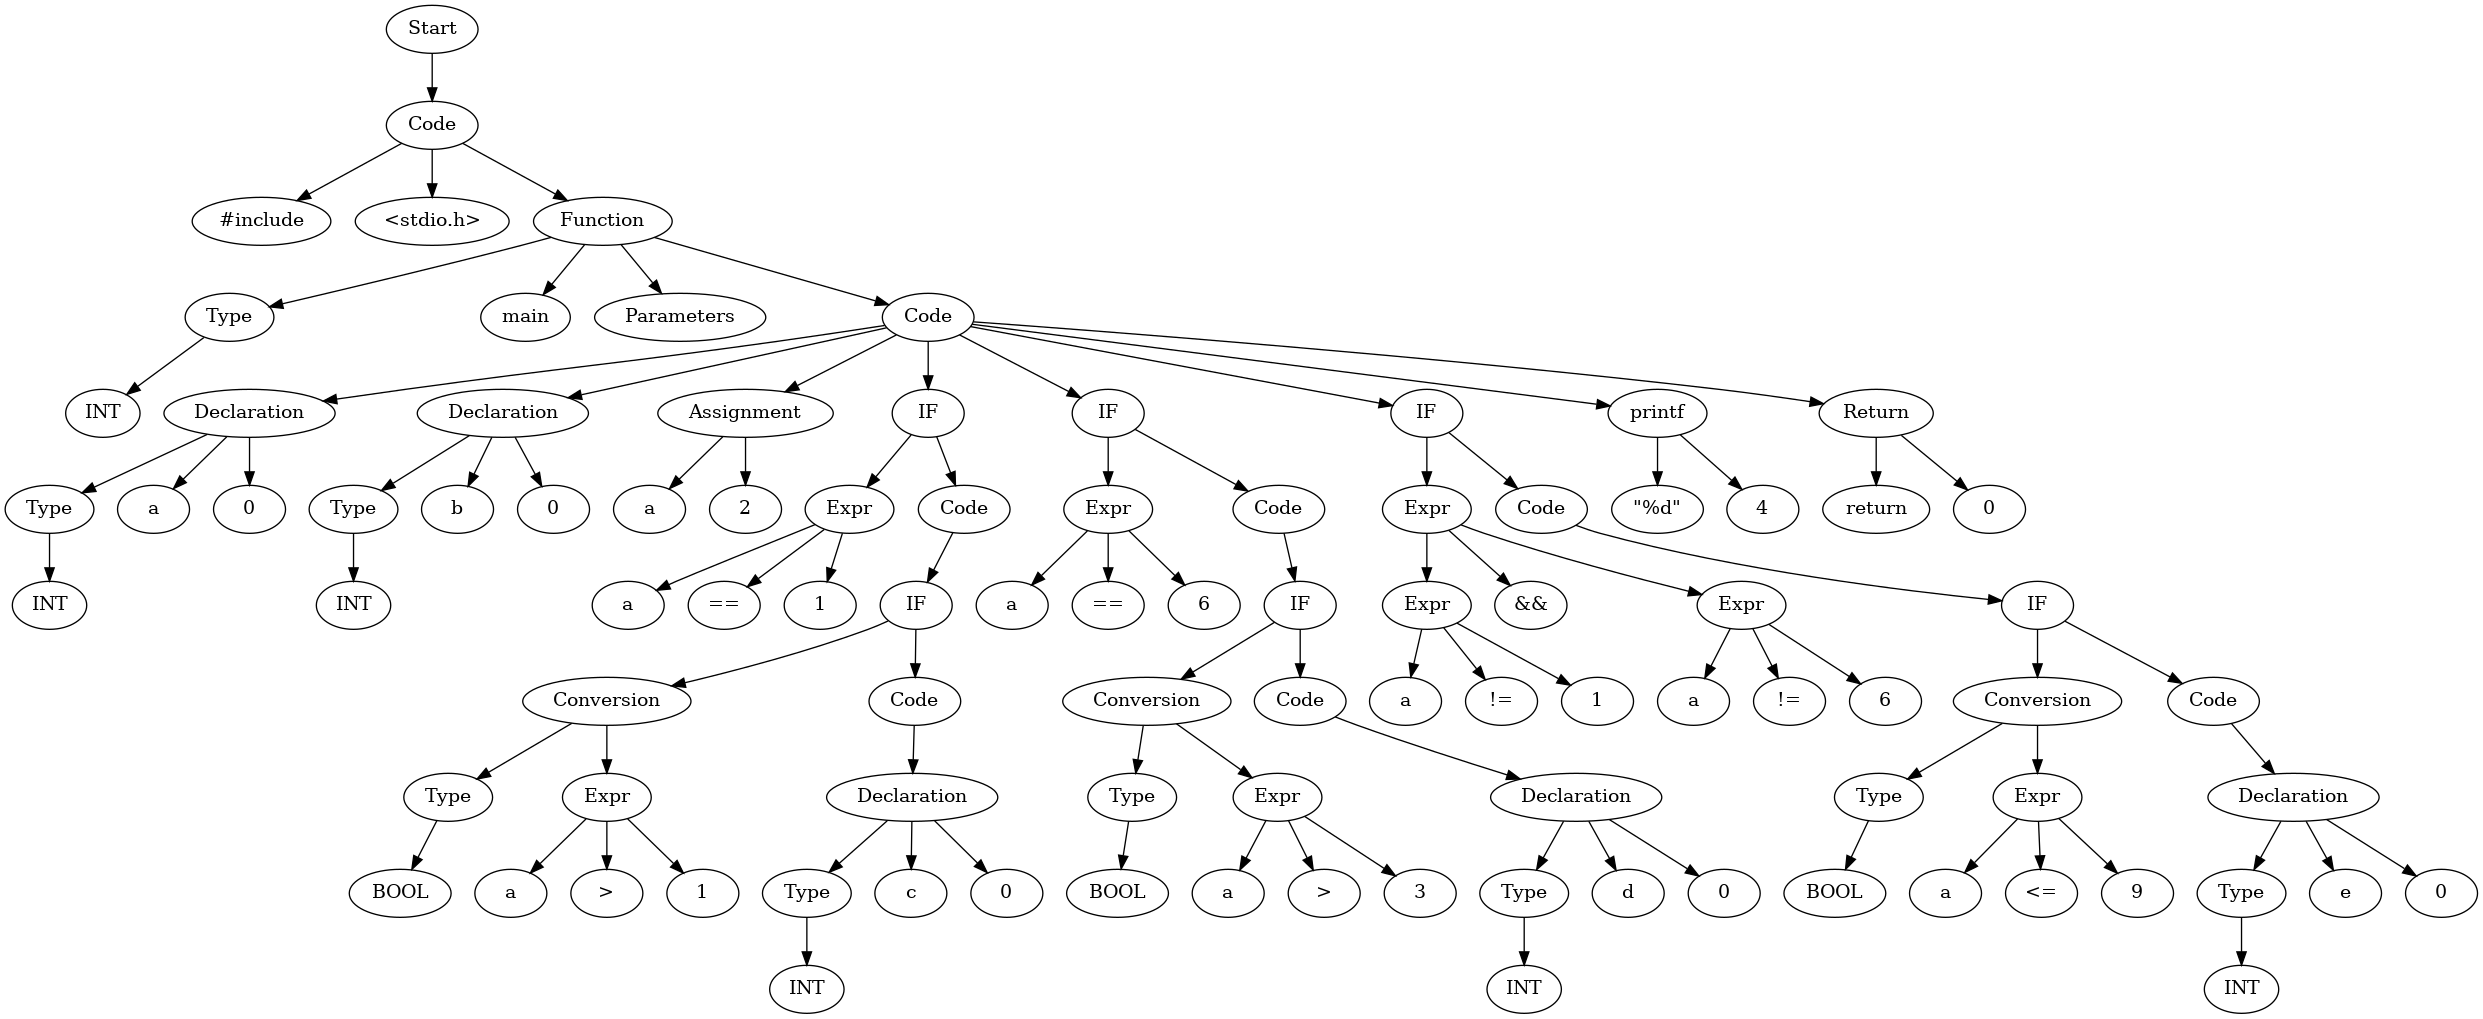 Start
Code
#include <stdio.h> Function
Type main Parameters Code
INT Declaration Declaration Assignment IF IF IF printf Return
Type a 0 Type b 0 a 2 Expr Code Expr Code Expr Code "%d" 4 return 0
INT INT a == 1 IF a == 6 IF Expr && Expr IF
Conversion Code Conversion Code a != 1 a != 6 Conversion Code
Type Expr Declaration Type Expr Declaration Type Expr Declaration
BOOL a > 1 Type c 0 BOOL a > 3 Type d 0 BOOL a <= 9 Type e 0
INT INT INT